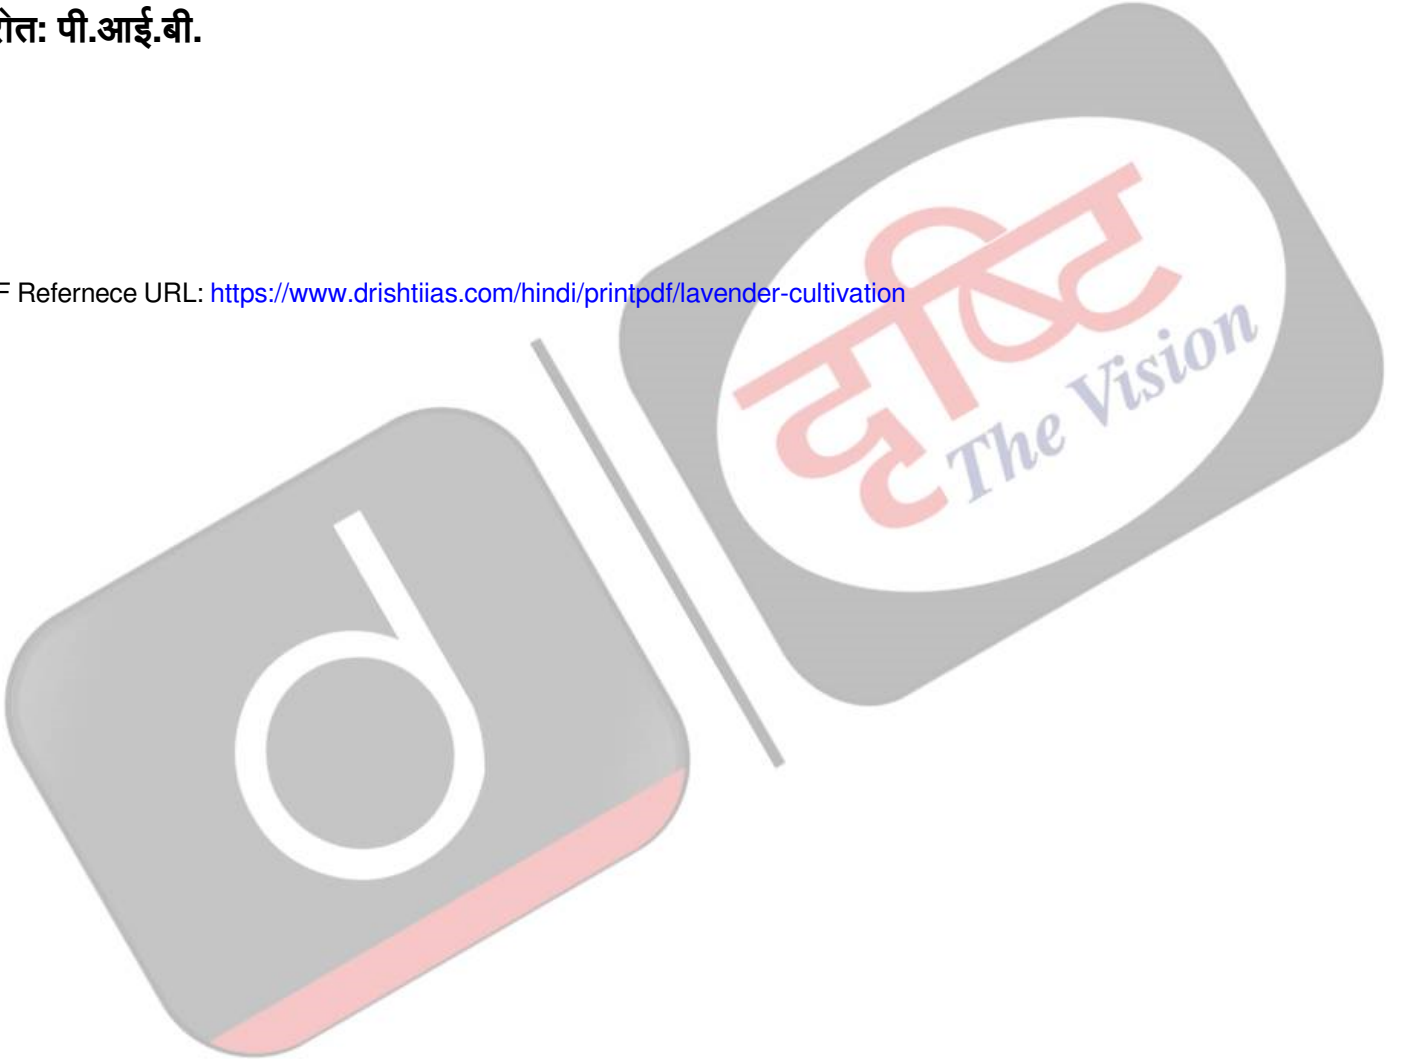 रोत: पी.आई.बी.
F Refernece URL: https://www.drishtiias.com/hindi/printpdf/lavender-cultivation
दृष्टि
The Vision
d